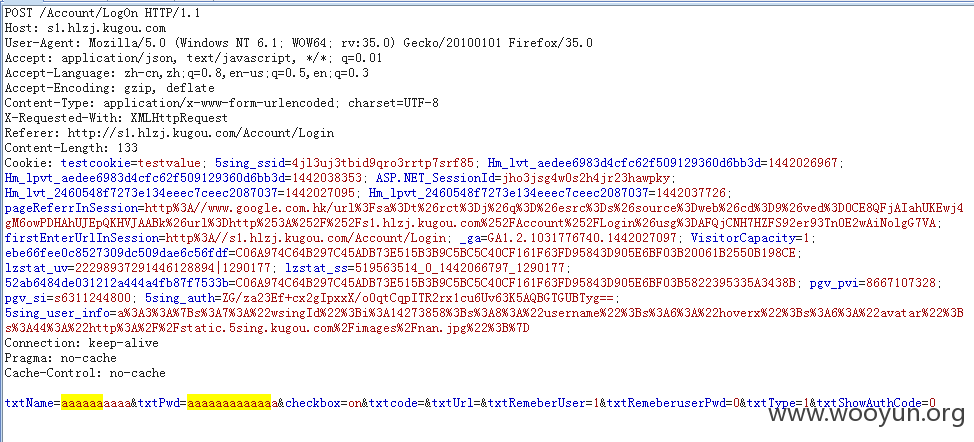 POST /Account/LogOn HTTP/1.1
Host: s1.hlzj.kugou.com
User-Agent: Mozilla/5.0 (Windows NT 6.1; WOW64; rv:35.0) Gecko/20100101 Firefox/35.0
Accept: application/json, text/javascript, */*; q=0.01
Accept-Language: zh-cn,zh;q=0.8,en-us;q=0.5,en;q=0.3
Accept-Encoding: gzip, deflate
Content-Type: application/x-www-form-urlencoded; charset=UTF-8
X-Requested-With: XMLHttpRequest
Referer: http://s1.hlzj.kugou.com/Account/Login
Content-Length: 133
Cookie: testcookie=testvalue; 5sing_ssid=4jl3uj3tbid9qro3rrtp7srf85; Hm_lvt_aedee6983d4cfc62f509129360d6bb3d=1442026967;
Hm_lpvt_aedee6983d4cfc62f509129360d6bb3d=1442038353; ASP.NET_SessionId=jho3jsg4w0s2h4jr23hawpky;
Hm_lvt_2460548f7273e134eeec7ceec2087037=1442027095; Hm_lpvt_2460548f7273e134eeec7ceec2087037=1442037726;
pageReferrInSession=http%3A//www.google.com.hk/url%3Fsa%3Dt%26rct%3Dj%26q%3D%26esrc%3Ds%26source%3Dweb%26cd%3D9%26ved%3D0CE8QFjAIahUKEwj4
gM6owPDHAhUJEpQKHVJAABk%26url%3Dhttp%253A%252F%252Fs1.hlzj.kugou.com%252FAccount%252FLogin%26usg%3DAFQjCNH7HZFS92er93Tn0E2wAiNolgG7VA;
firstEnterUrlInSession=http%3A//s1.hlzj.kugou.com/Account/Login; _ga=GA1.2.1031776740.1442027097; VisitorCapacity=1;
ebe66fee0c8527309dc509dae6c56fdf=C06A974C64B297C45ADB73E515B3B9C5BC5C40CF161F63FD95843D905E6BF03B20061B2550B198CE;
lzstat_uv=22298937291446128894|1290177; lzstat_ss=519563514_0_1442066797_1290177;
52ab6484de031212a444a4fb87f7533b=C06A974C64B297C45ADB73E515B3B9C5BC5C40CF161F63FD95843D905E6BF03B5822395335A3438B; pgv_pvi=8667107328;
pgv_si=s6311244800; 5sing_auth=ZG/za23Ef+cx2gIpxxX/o0qtCqpITR2rx1cu6Uv63K5AQBGTGUBTyg==;
5sing_user_info=a%3A3%3A%7Bs%3A7%3A%22wsingId%22%3Bi%3A14273858%3Bs%3A8%3A%22username%22%3Bs%3A6%3A%22hoverx%22%3Bs%3A6%3A%22avatar%22%3B
s%3A44%3A%22http%3A%2F%2Fstatic.5sing.kugou.com%2Fimages%2Fnan.jpg%22%3B%7D
Connection: keep-alive
Pragma: no-cache
Cache-Control: no-cache
txtName=aaaaaaaaaa&txtPwd=aaaaaaaaaaaaa&checkbox=on&txtcode=&txtUrl=&txtRemeberUser=1&txtRemeberuserPwd=0&txtType=1&txtShowAuthCode=0
www.wooyun.org